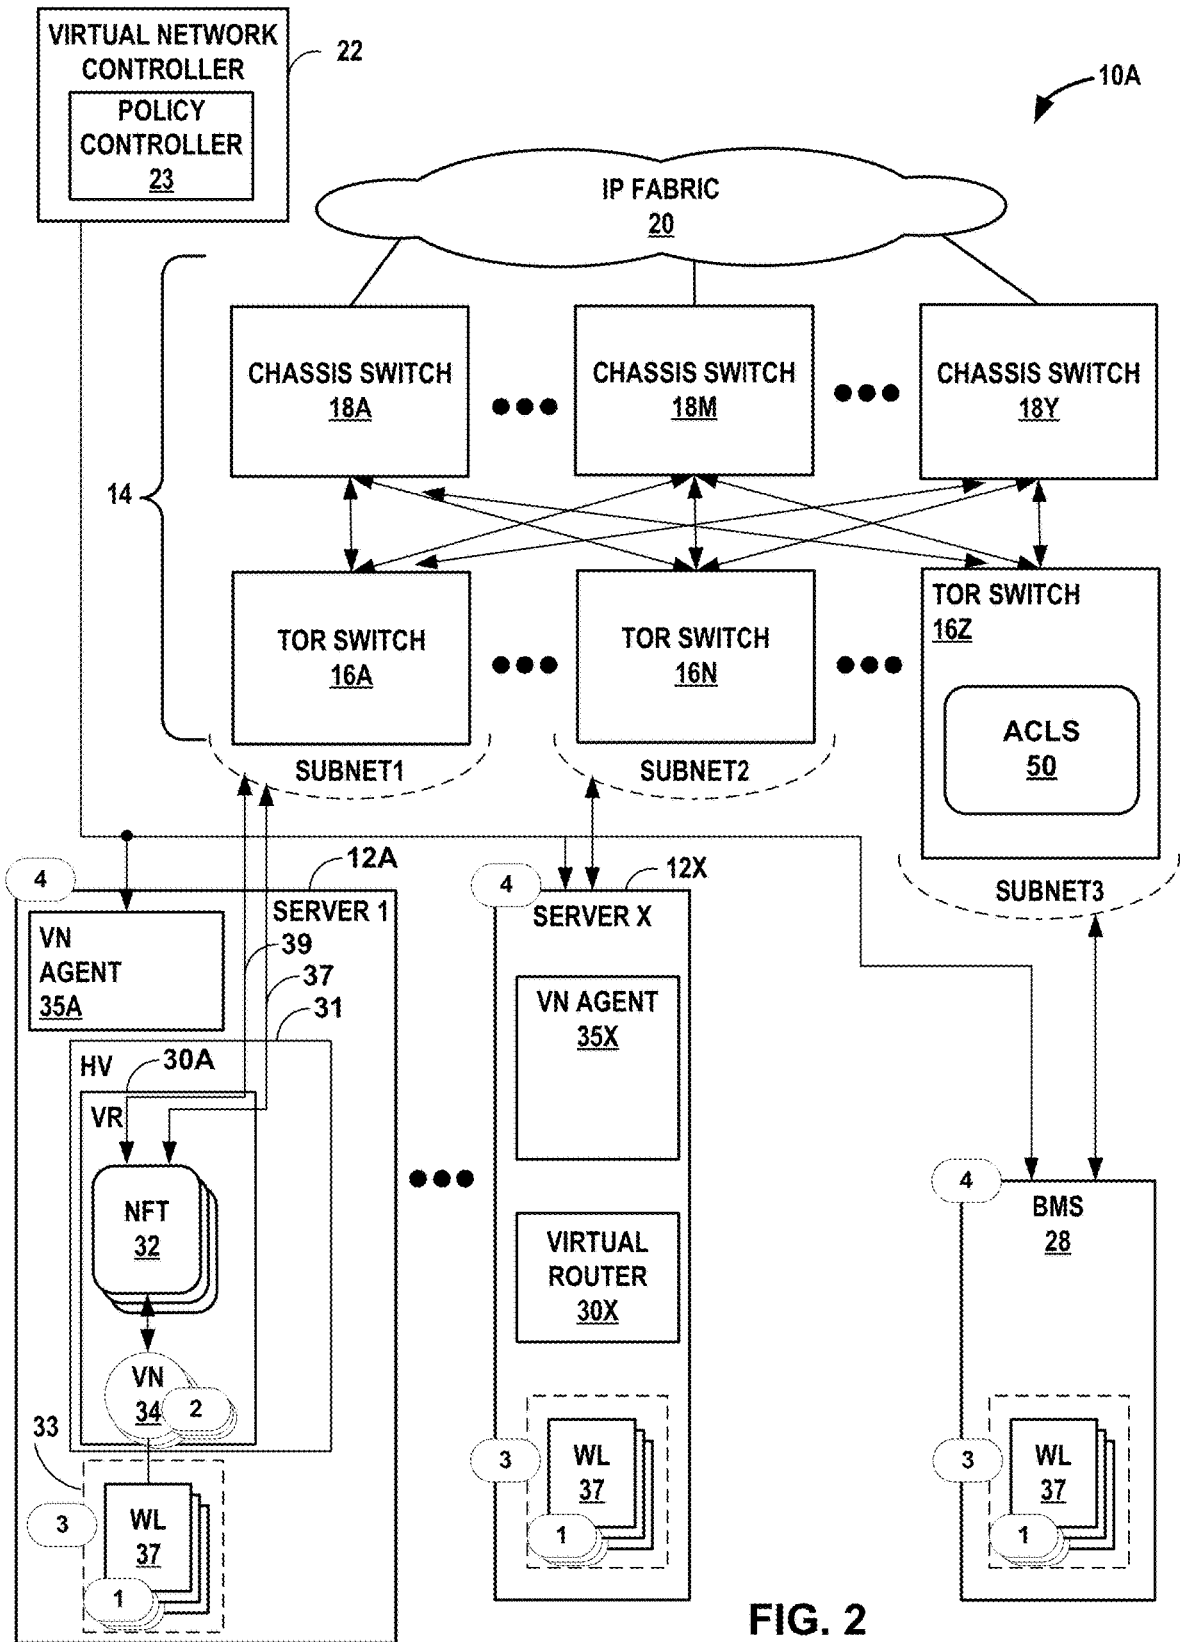 VIRTUAL NETWORK
CONTROLLER
22
POLICY
CONTROLLER
23
10A
IP FABRIC
20
CHASSIS SWITCH
18A
CHASSIS SWITCH
18M
CHASSIS SWITCH
18Y
14
TOR SWITCH
16A
TOR SWITCH
16N
TOR SWITCH
16Z
ACLS
50
SUBNET1
SUBNET2
SUBNET3
4
12A
SERVER 1
VN
AGENT
35A
39
37
31
HV
30A
VR
NFT
32
VN
34
2
33
3
WL
37
1
4
12X
SERVER X
VN AGENT
35X
VIRTUAL
ROUTER
30X
3
WL
37
1
4
BMS
28
3
WL
37
1
FIG. 2